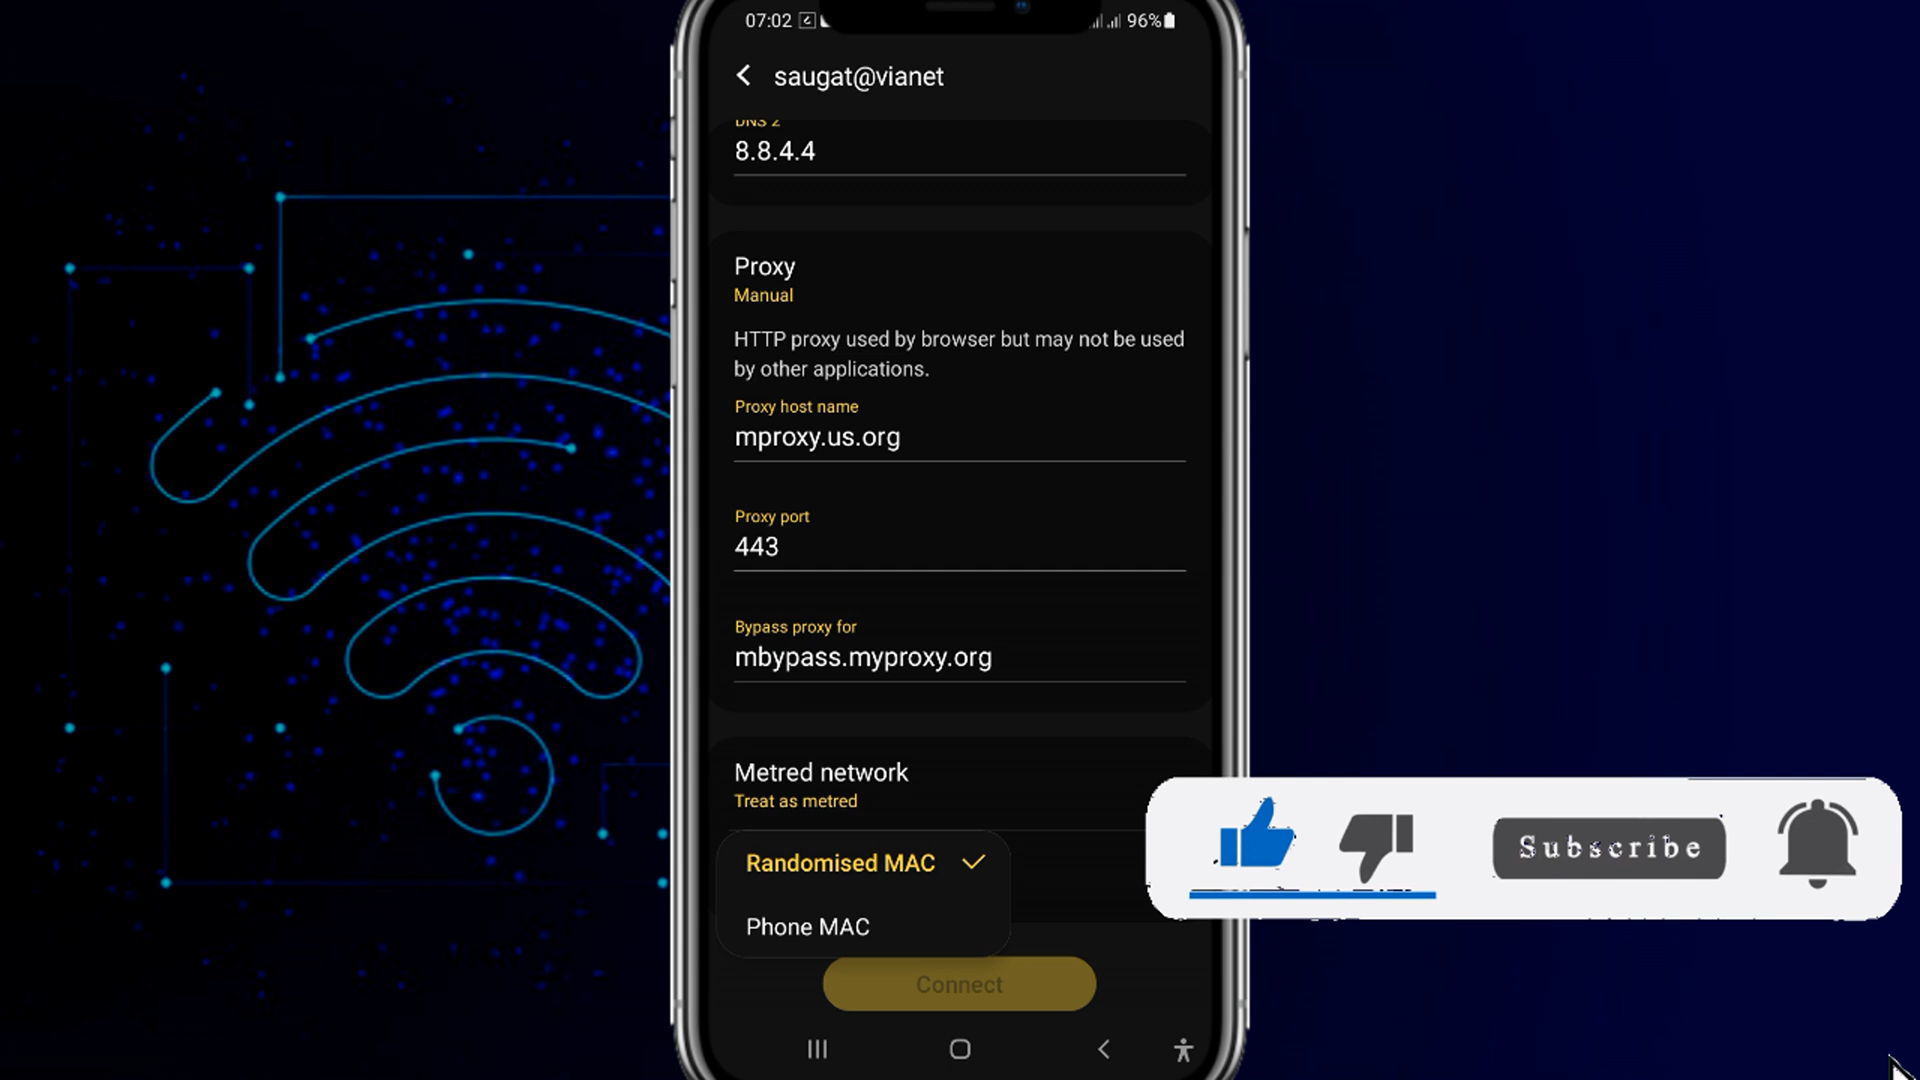 07:02
96%
saugat@vianet
DNS 2
8.8.4.4
Proxy
Manual
HTTP proxy used by browser but may not be used
by other applications.
Proxy host name
mproxy.us.org
Proxy port
443
Bypass proxy for
mbypass.myproxy.org
Metred network
Treat as metred
Randomised MAC
Phone MAC
Connect
Subscribe